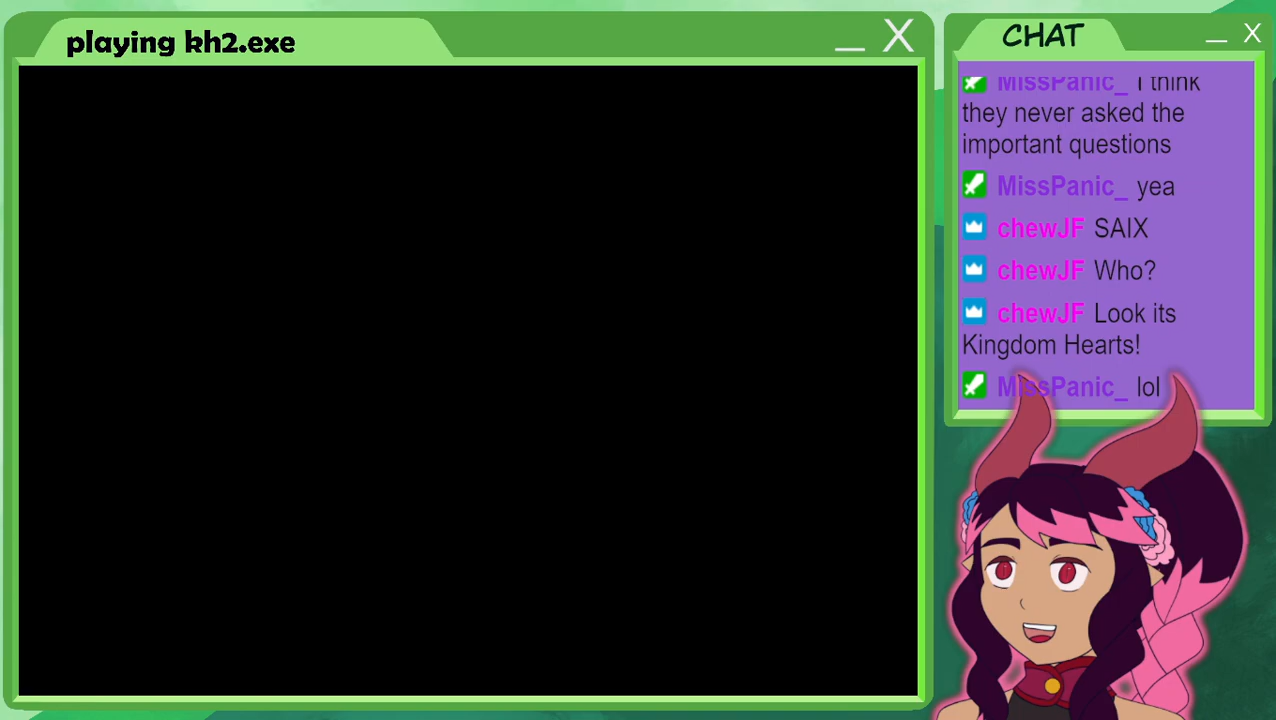 playing kh2.exe
CHAT
MissPanic_ I think
they never asked the
important questions
MissPanic_ yea
chewJF SAIX
chewJF Who?
chewJF Look its
Kingdom Hearts!
MissPanic_ lol